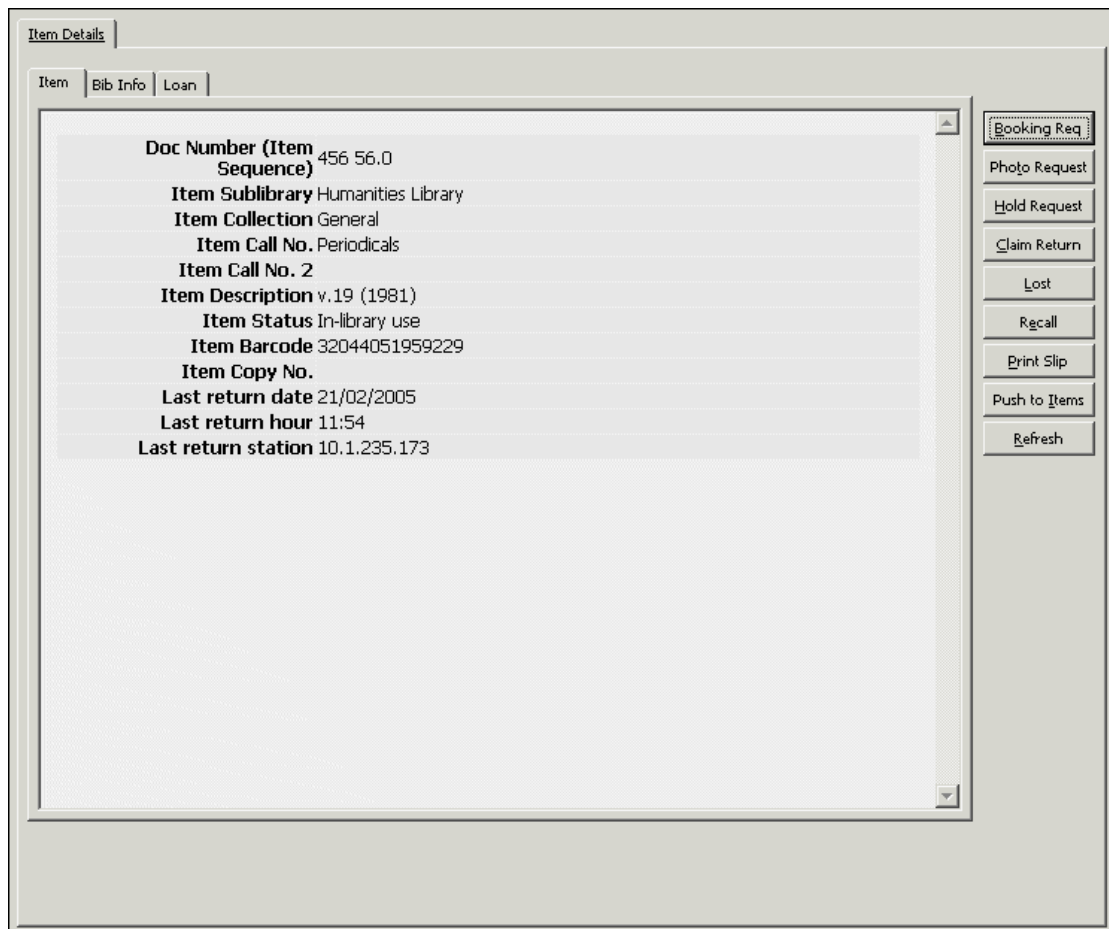 Item Details
Item Bib Info Loan
Doc Number (Item Sequence) 456 56.0
Item Sublibrary Humanities Library
Item Collection General
Item Call No. Periodicals
Item Call No. 2
Item Description v.19 (1981)
Item Status In-library use
Item Barcode 32044051959229
Item Copy No.
Last return date 21/02/2005
Last return hour 11:54
Last return station 10.1.235.173
Booking Req
Photo Request
Hold Request
Claim Return
Lost
Recall
Print Slip
Push to Items
Refresh